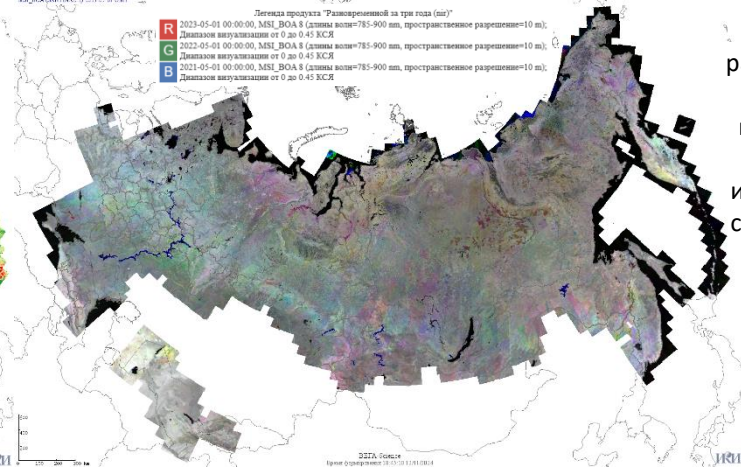 Легенда продукта "Разновременной за три года (nir)"
R 2023-05-01 00:00:00, MSI_BOA 8 (длины волн=785-900 nm, пространственное разрешение=10 m);
Диапазон визуализации от 0 до 0.45 КСЯ
G 2022-05-01 00:00:00, MSI_BOA 8 (длины волн=785-900 nm, пространственное разрешение=10 m);
Диапазон визуализации от 0 до 0.45 КСЯ
B 2021-05-01 00:00:00, MSI_BOA 8 (длины волн=785-900 nm, пространственное разрешение=10 m);
Диапазон визуализации от 0 до 0.45 КСЯ
р
и
с
ВЕГА-Science
Время формирования
ИКИ